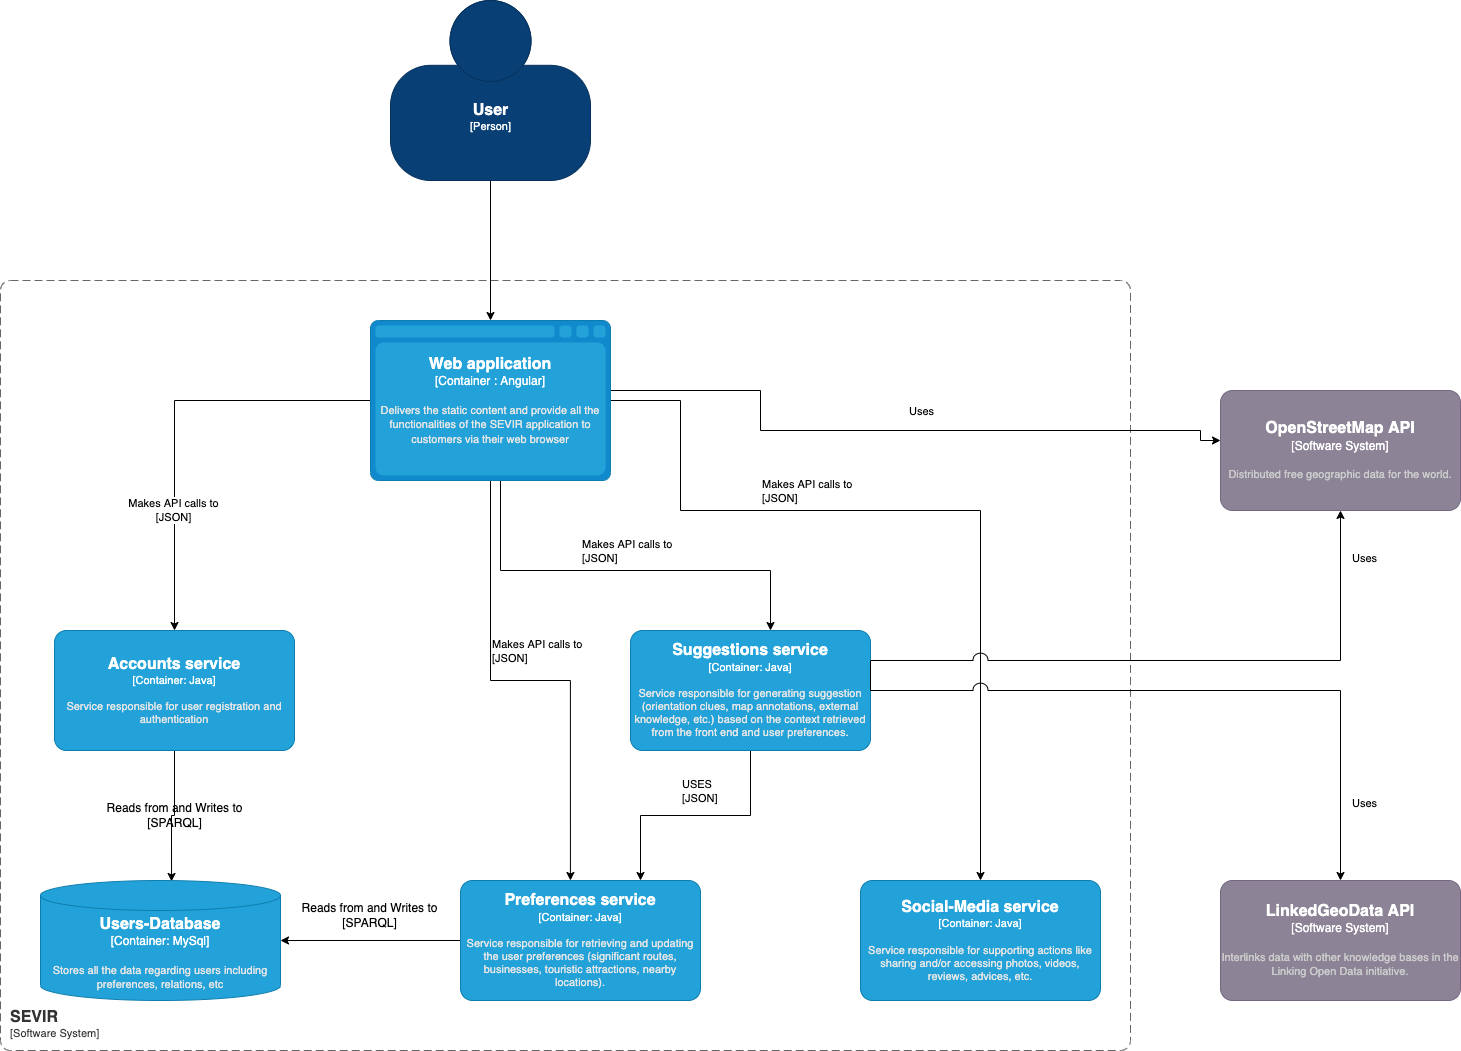 User
[Person]
Web application
[Container : Angular]
Delivers the static content and provide all the
functionalities of the SEVIR application to
customers via their web browser
Uses
OpenStreetMap API
[Software System]
Distributed free geographic data for the world.
Makes API calls to
[JSON]
Makes API calls to
[JSON]
Makes API calls to
[JSON]
Uses
Makes API calls to
[JSON]
Accounts service
[Container: Java]
Service responsible for user registration and
authentication
Suggestions service
[Container: Java]
Service responsible for generating suggestion
(orientation clues, map annotations, external
knowledge, etc.) based on the context retrieved
from the front end and user preferences.
USES
[JSON]
Reads from and Writes to
[SPARQL]
Uses
Users-Database
[Container: MySql]
Stores all the data regarding users including
preferences, relations, etc
Reads from and Writes to
[SPARQL]
Preferences service
[Container: Java]
Service responsible for retrieving and updating
the user preferences (significant routes,
businesses, touristic attractions, nearby
locations).
Social-Media service
[Container: Java]
Service responsible for supporting actions like
sharing and/or accessing photos, videos,
reviews, advices, etc.
LinkedGeoData API
[Software System]
Interlinks data with other knowledge bases in the
Linking Open Data initiative.
SEVIR
[Software System]